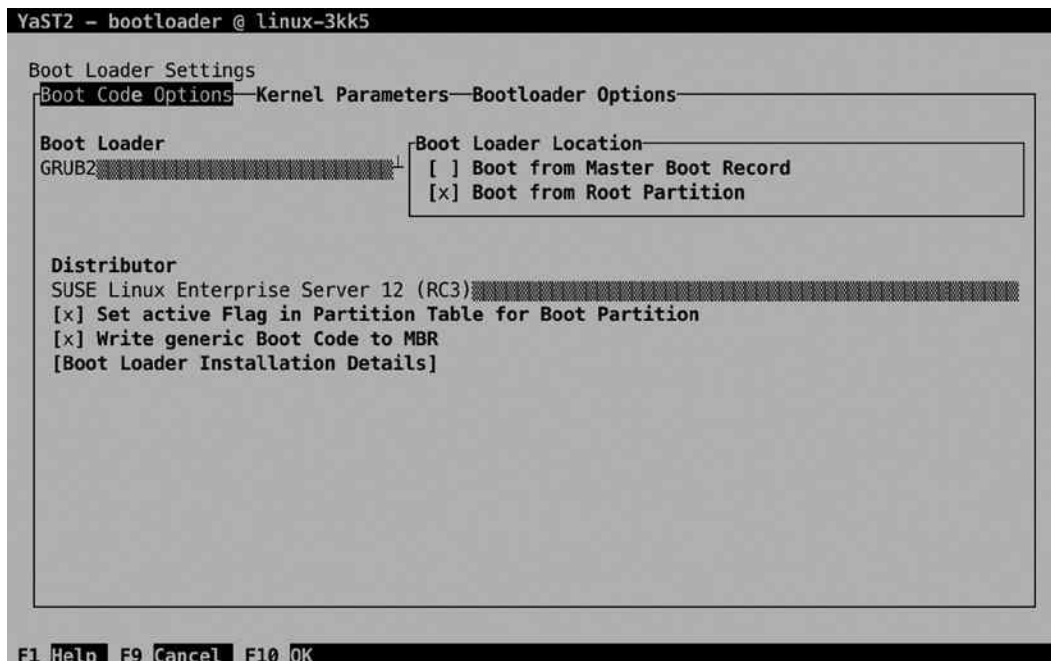 YaST2 – bootloader @ linux-3kk5
Boot Loader Settings
Boot Code Options Kernel Parameters Bootloader Options
Boot Loader
GRUB2
Boot Loader Location
[ ] Boot from Master Boot Record
[x] Boot from Root Partition
Distributor
SUSE Linux Enterprise Server 12 (RC3)
[x] Set active Flag in Partition Table for Boot Partition
[x] Write generic Boot Code to MBR
[Boot Loader Installation Details]
F1 Help F9 Cancel F10 OK